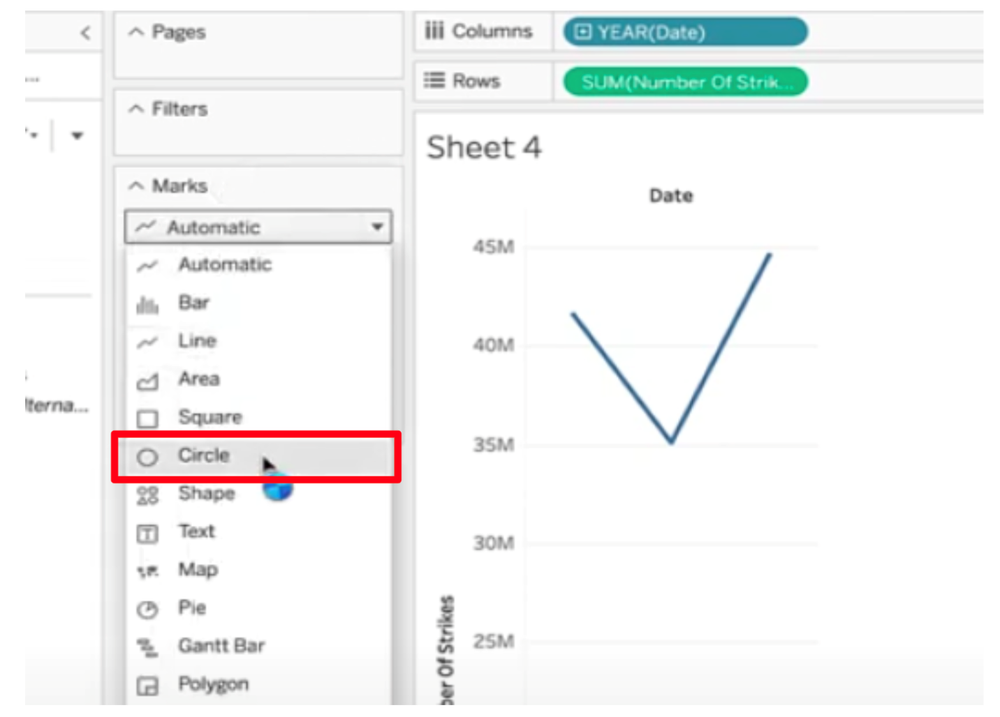 Pages
Columns
YEAR(Date)
Rows
SUM(Number Of Strik...
Filters
Marks
Automatic
Automatic
Bar
Line
Area
Square
Circle
Shape
Text
Map
Pie
Gantt Bar
Polygon
...
lterna...
Sheet 4
Date
45M
40M
35M
30M
25M
ber Of Strikes